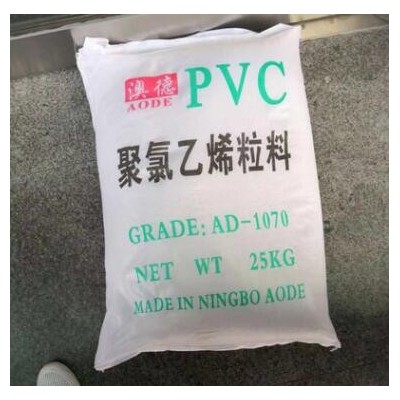 澳德 PVC
AODE
聚氯乙烯粒料
GRADE: AD-1070
NET WT 25KG
MADE IN NINGBO AODE